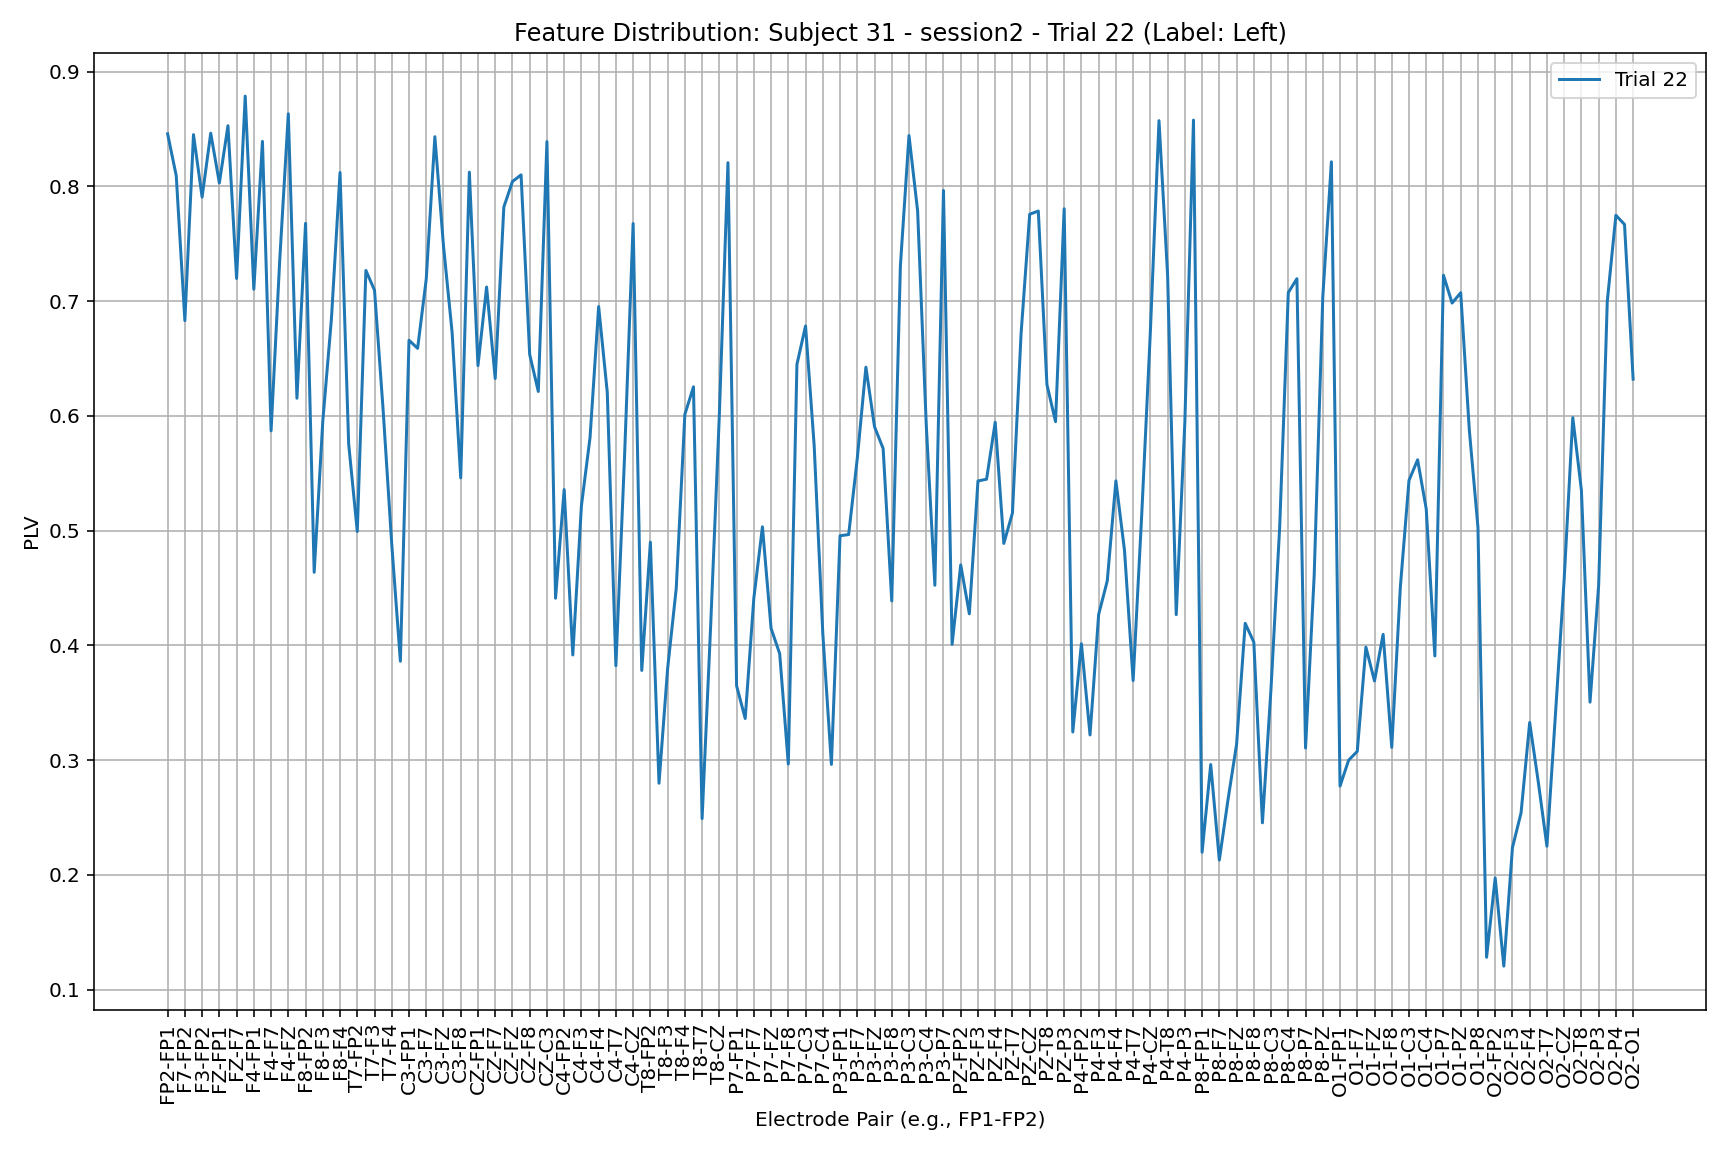 Feature Distribution: Subject 31 - session2 - Trial 22 (Label: Left)
Trial 22
0.9
0.8
0.7
0.6
0.5
0.4
0.3
0.2
0.1
PLV
FP2-FP1
F7-FP2
F3-FP2
FZ-FP1
FZ-F7
F4-FP1
F4-F7
F4-FZ
F8-FP2
F8-F3
F8-F4
T7-FP2
T7-F3
T7-F4
C3-FP1
C3-F7
C3-FZ
C3-F8
CZ-FP1
CZ-F7
CZ-FZ
CZ-F8
CZ-C3
C4-FP2
C4-F3
C4-F4
C4-T7
C4-CZ
T8-FP2
T8-F3
T8-F4
T8-T7
T8-CZ
P7-FP1
P7-F7
P7-FZ
P7-F8
P7-C3
P7-C4
P3-FP1
P3-F7
P3-FZ
P3-F8
P3-C3
P3-C4
P3-P7
PZ-FP2
PZ-F3
PZ-F4
PZ-T7
PZ-CZ
PZ-T8
PZ-P3
P4-FP2
P4-F3
P4-F4
P4-T7
P4-CZ
P4-T8
P4-P3
P8-FP1
P8-F7
P8-FZ
P8-F8
P8-C3
P8-C4
P8-P7
P8-PZ
O1-FP1
O1-F7
O1-FZ
O1-F8
O1-C3
O1-C4
O1-P7
O1-PZ
O1-P8
O2-FP2
O2-F3
O2-F4
O2-T7
O2-CZ
O2-T8
O2-P3
O2-P4
O2-O1
Electrode Pair (e.g., FP1-FP2)